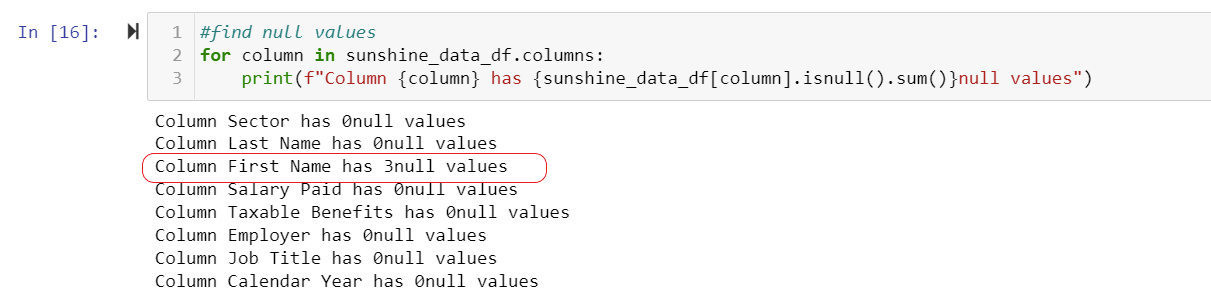 In [16]:
1 #find null values
2 for column in sunshine_data_df.columns:
3     print(f"Column {column} has {sunshine_data_df[column].isnull().sum()}null values")
Column Sector has 0null values
Column Last Name has 0null values
Column First Name has 3null values
Column Salary Paid has 0null values
Column Taxable Benefits has 0null values
Column Employer has 0null values
Column Job Title has 0null values
Column Calendar Year has 0null values